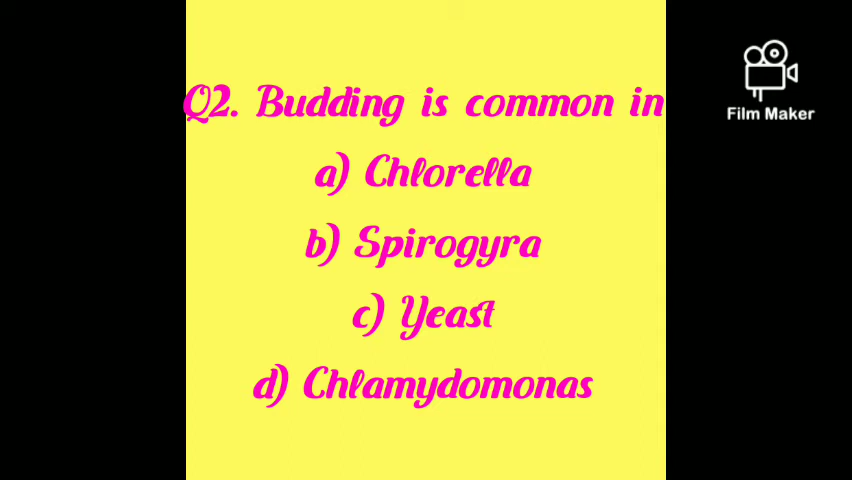 Q2. Budding is common in
a) Chlorella
b) Spirogyra
c) Yeast
d) Chlamydomonas
Film Maker